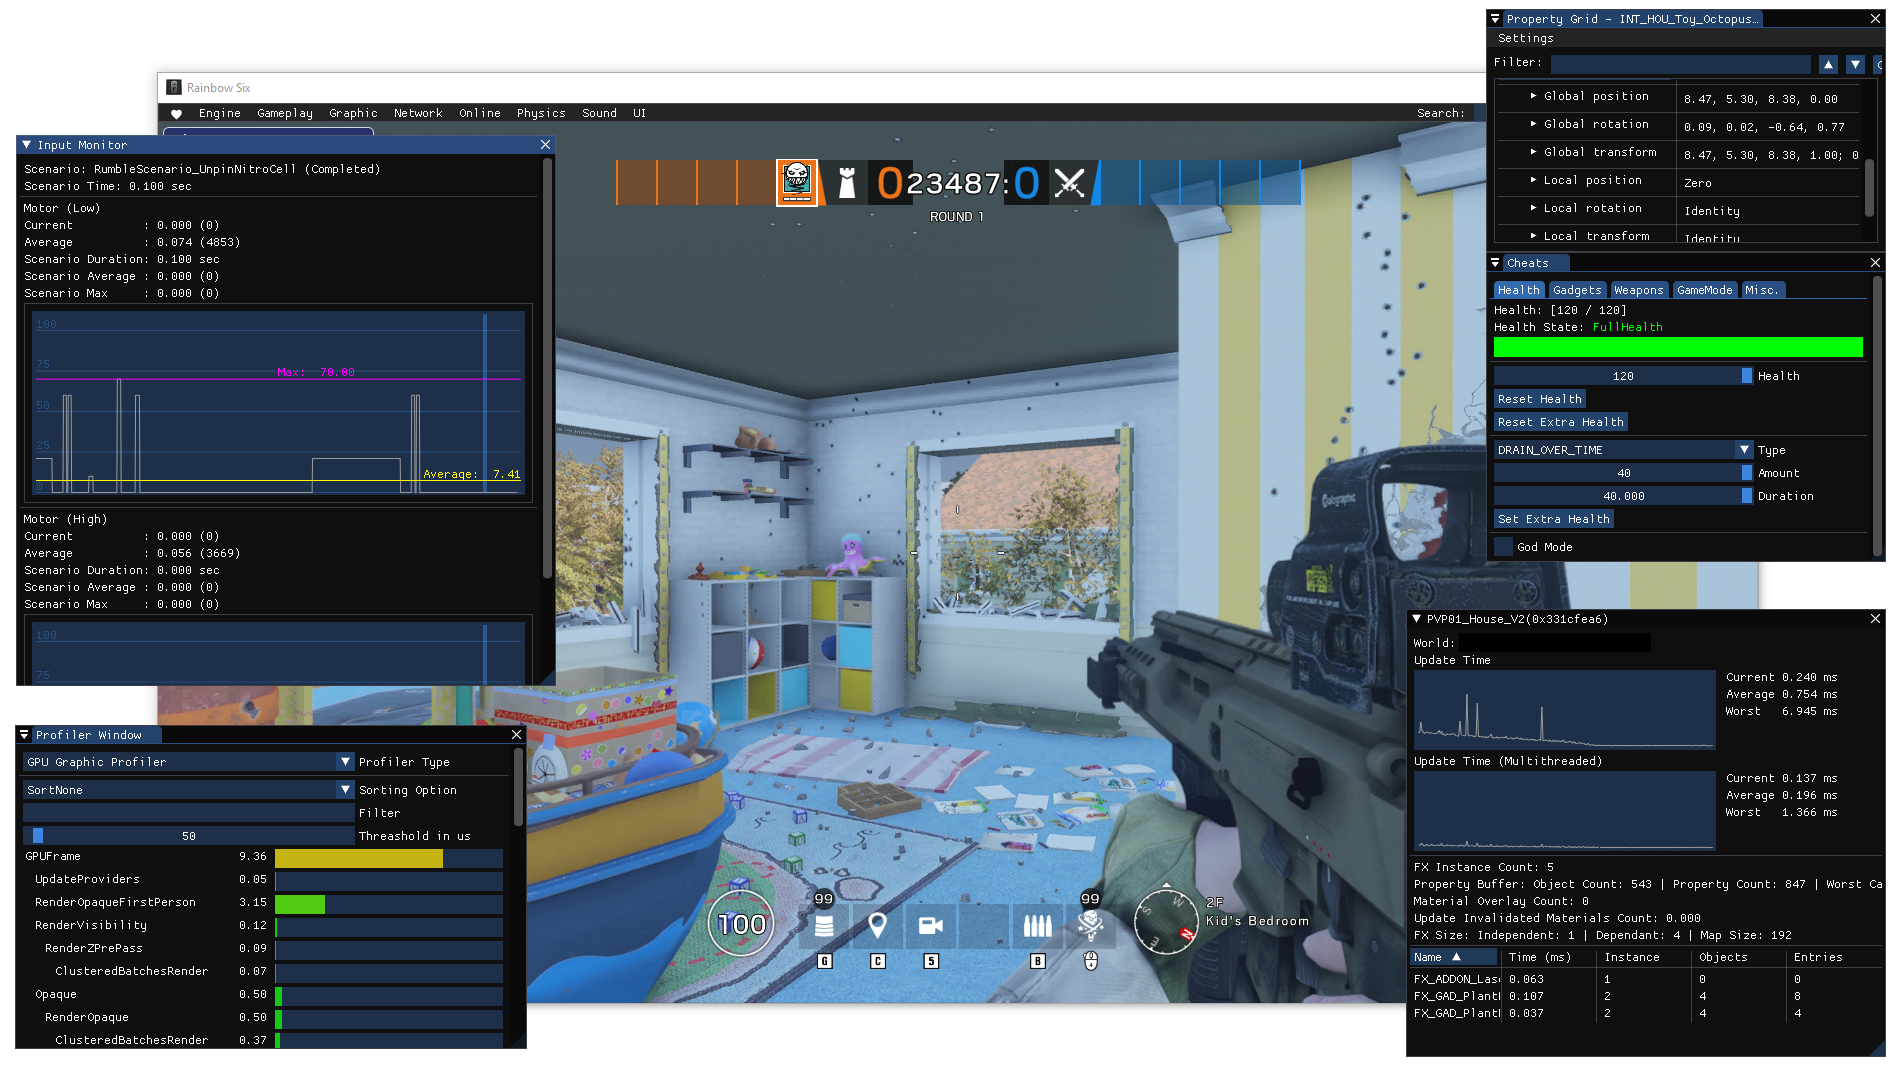 Rainbow Six
Engine Gameplay Graphic Network Online Physics Sound UI Search:
Input Monitor
Scenario: RumbleScenario_UnpinNitroCell (Completed)
Scenario Time: 0.100 sec
Motor (Low)
Current : 0.000 (0)
Average : 0.074 (4853)
Scenario Duration: 0.100 sec
Scenario Average : 0.000 (0)
Scenario Max : 0.000 (0)
100
75
Max: 70.00
50
25
Average: 7.41
0
Motor (High)
Current : 0.000 (0)
Average : 0.056 (3669)
Scenario Duration: 0.000 sec
Scenario Average : 0.000 (0)
Scenario Max : 0.000 (0)
100
75
Profiler Window
GPU Graphic Profiler Profiler Type
SortNone Sorting Option
Filter
50 Threashold in us
GPUFrame 9.36
UpdateProviders 0.05
RenderOpaqueFirstPerson 3.15
RenderVisibility 0.12
RenderZPrePass 0.09
ClusteredBatchesRender 0.07
Opaque 0.50
RenderOpaque 0.50
ClusteredBatchesRender 0.37
0 23487: 0
ROUND 1
100
99 99
G C 5 B
2F
Kid's Bedroom
S W N E
Property Grid - INT_HOU_Toy_Octopus…
Settings
Filter:
Global position 8.47, 5.30, 8.38, 0.00
Global rotation 0.09, 0.02, -0.64, 0.77
Global transform 8.47, 5.30, 8.38, 1.00; 0
Local position Zero
Local rotation Identity
Local transform Identity
Cheats
Health Gadgets Weapons GameMode Misc.
Health: [120 / 120]
Health State: FullHealth
120 Health
Reset Health
Reset Extra Health
DRAIN_OVER_TIME Type
40 Amount
40.000 Duration
Set Extra Health
God Mode
PVP01_House_V2(0x331cfea6)
World:
Update Time
Current 0.240 ms
Average 0.754 ms
Worst 6.945 ms
Update Time (Multithreaded)
Current 0.137 ms
Average 0.196 ms
Worst 1.366 ms
FX Instance Count: 5
Property Buffer: Object Count: 543 | Property Count: 847 | Worst Ca
Material Overlay Count: 0
Update Invalidated Materials Count: 0.000
FX Size: Independent: 1 | Dependant: 4 | Map Size: 192
Name Time (ms) Instance Objects Entries
FX_ADDON_Las 0.063 1 0 0
FX_GAD_Plant 0.107 2 4 8
FX_GAD_Plant 0.037 2 4 4